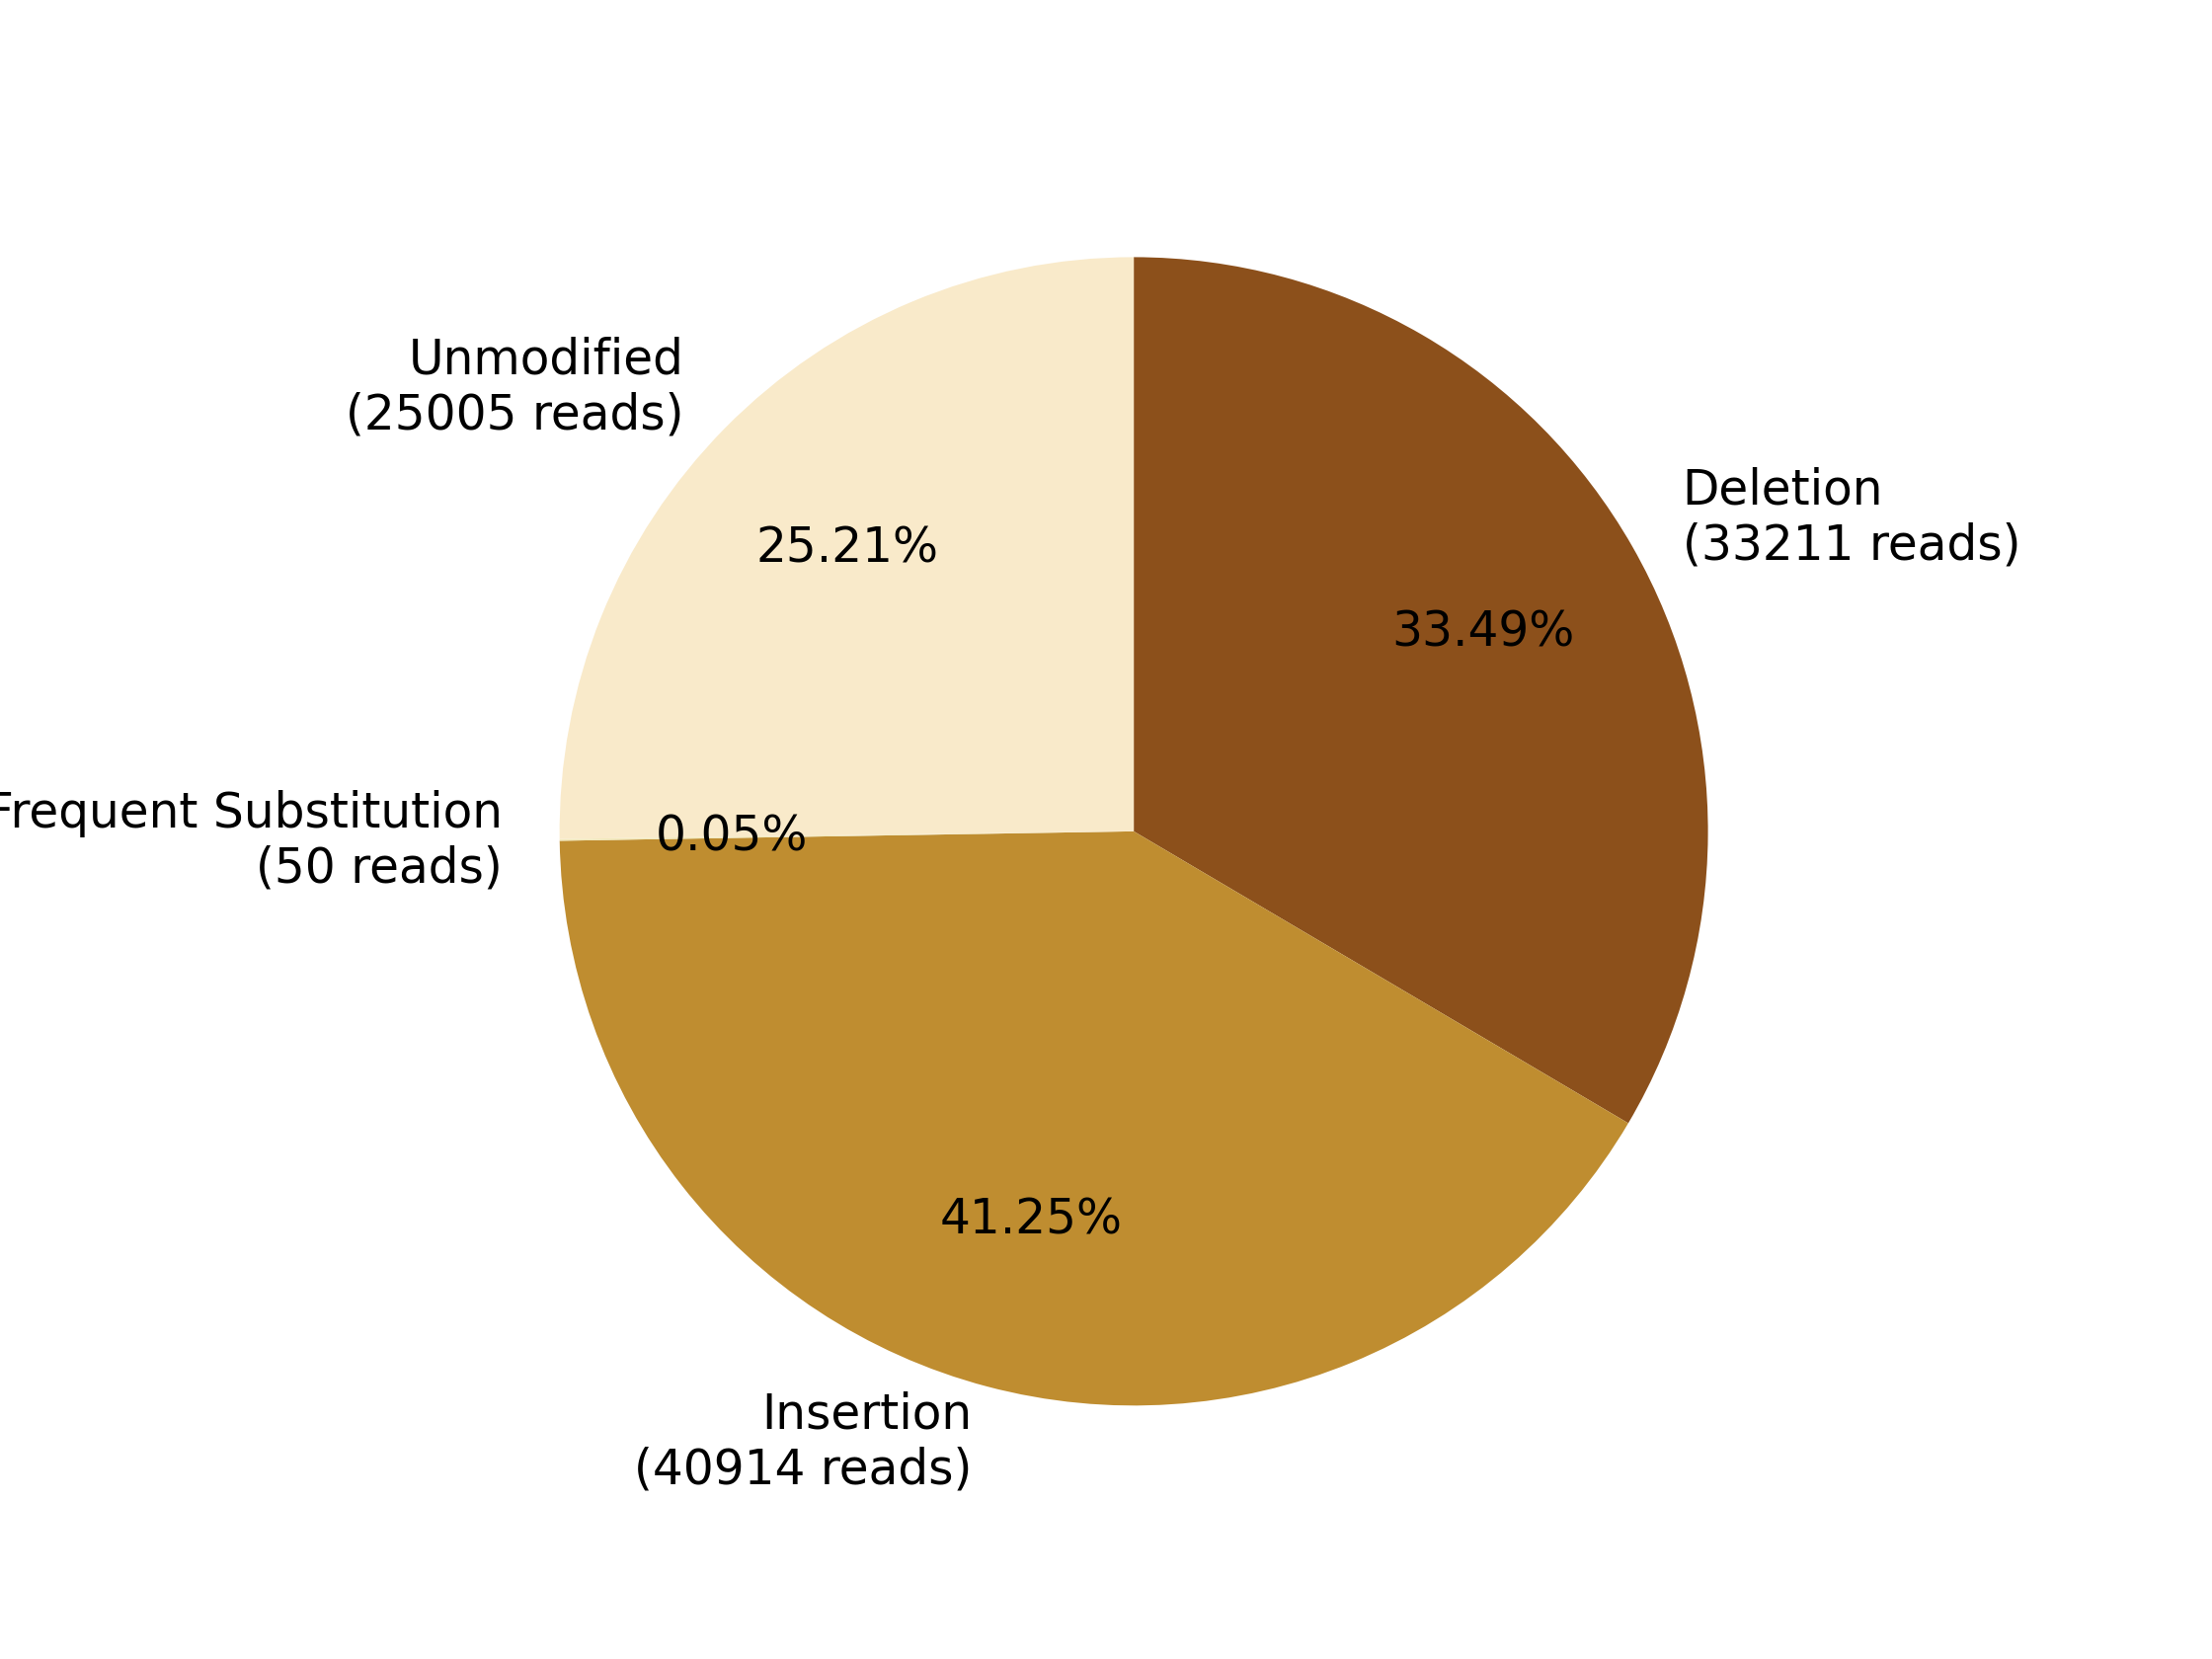 Unmodified
(25005 reads)
25.21%
Deletion
(33211 reads)
33.49%
Frequent Substitution
(50 reads)
0.05%
41.25%
Insertion
(40914 reads)